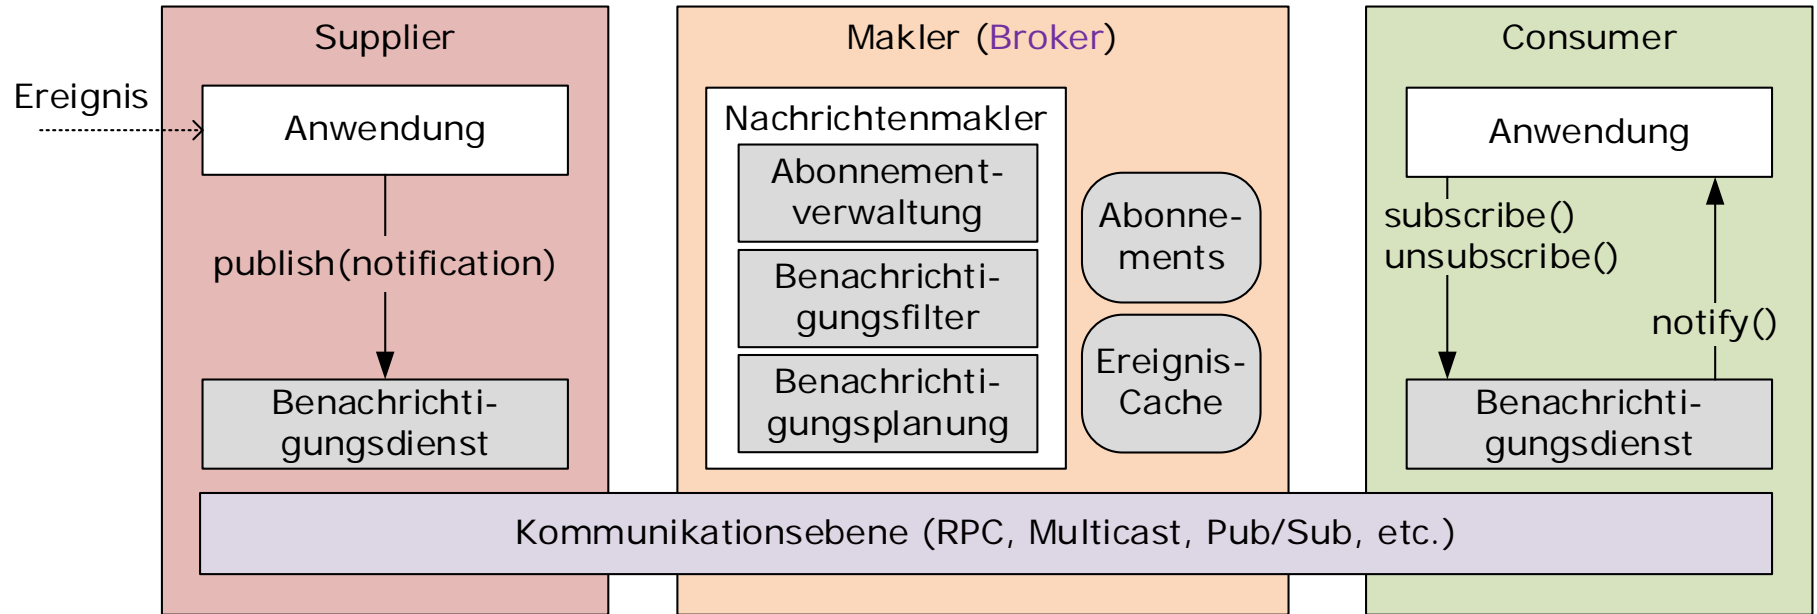 Supplier
Ereignis
Anwendung
publish(notification)
Benachrichti-
gungsdienst
Makler (Broker)
Nachrichtenmakler
Abonnement-
verwaltung
Benachrichti-
gungsfilter
Benachrichti-
gungsplanung
Abonne-
ments
Ereignis-
Cache
Consumer
Anwendung
subscribe()
unsubscribe()
notify()
Benachrichti-
gungsdienst
Kommunikationsebene (RPC, Multicast, Pub/Sub, etc.)